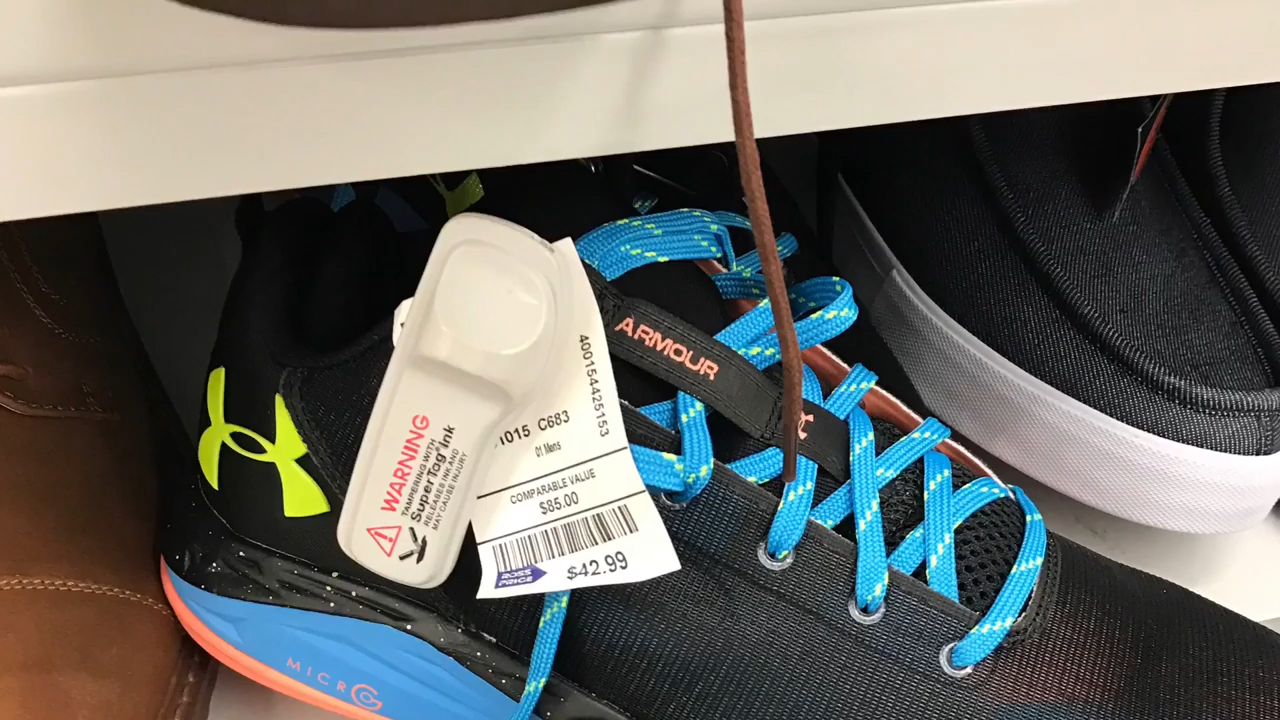 ARMOUR
400154425153
1015 C683
01 Mens
COMPARABLE VALUE
$85.00
ROSS
PRICE
$42.99
WARNING
TAMPERING WITH
SuperTag® Ink
RELEASES INK AND
MAY CAUSE INJURY
MICRO G